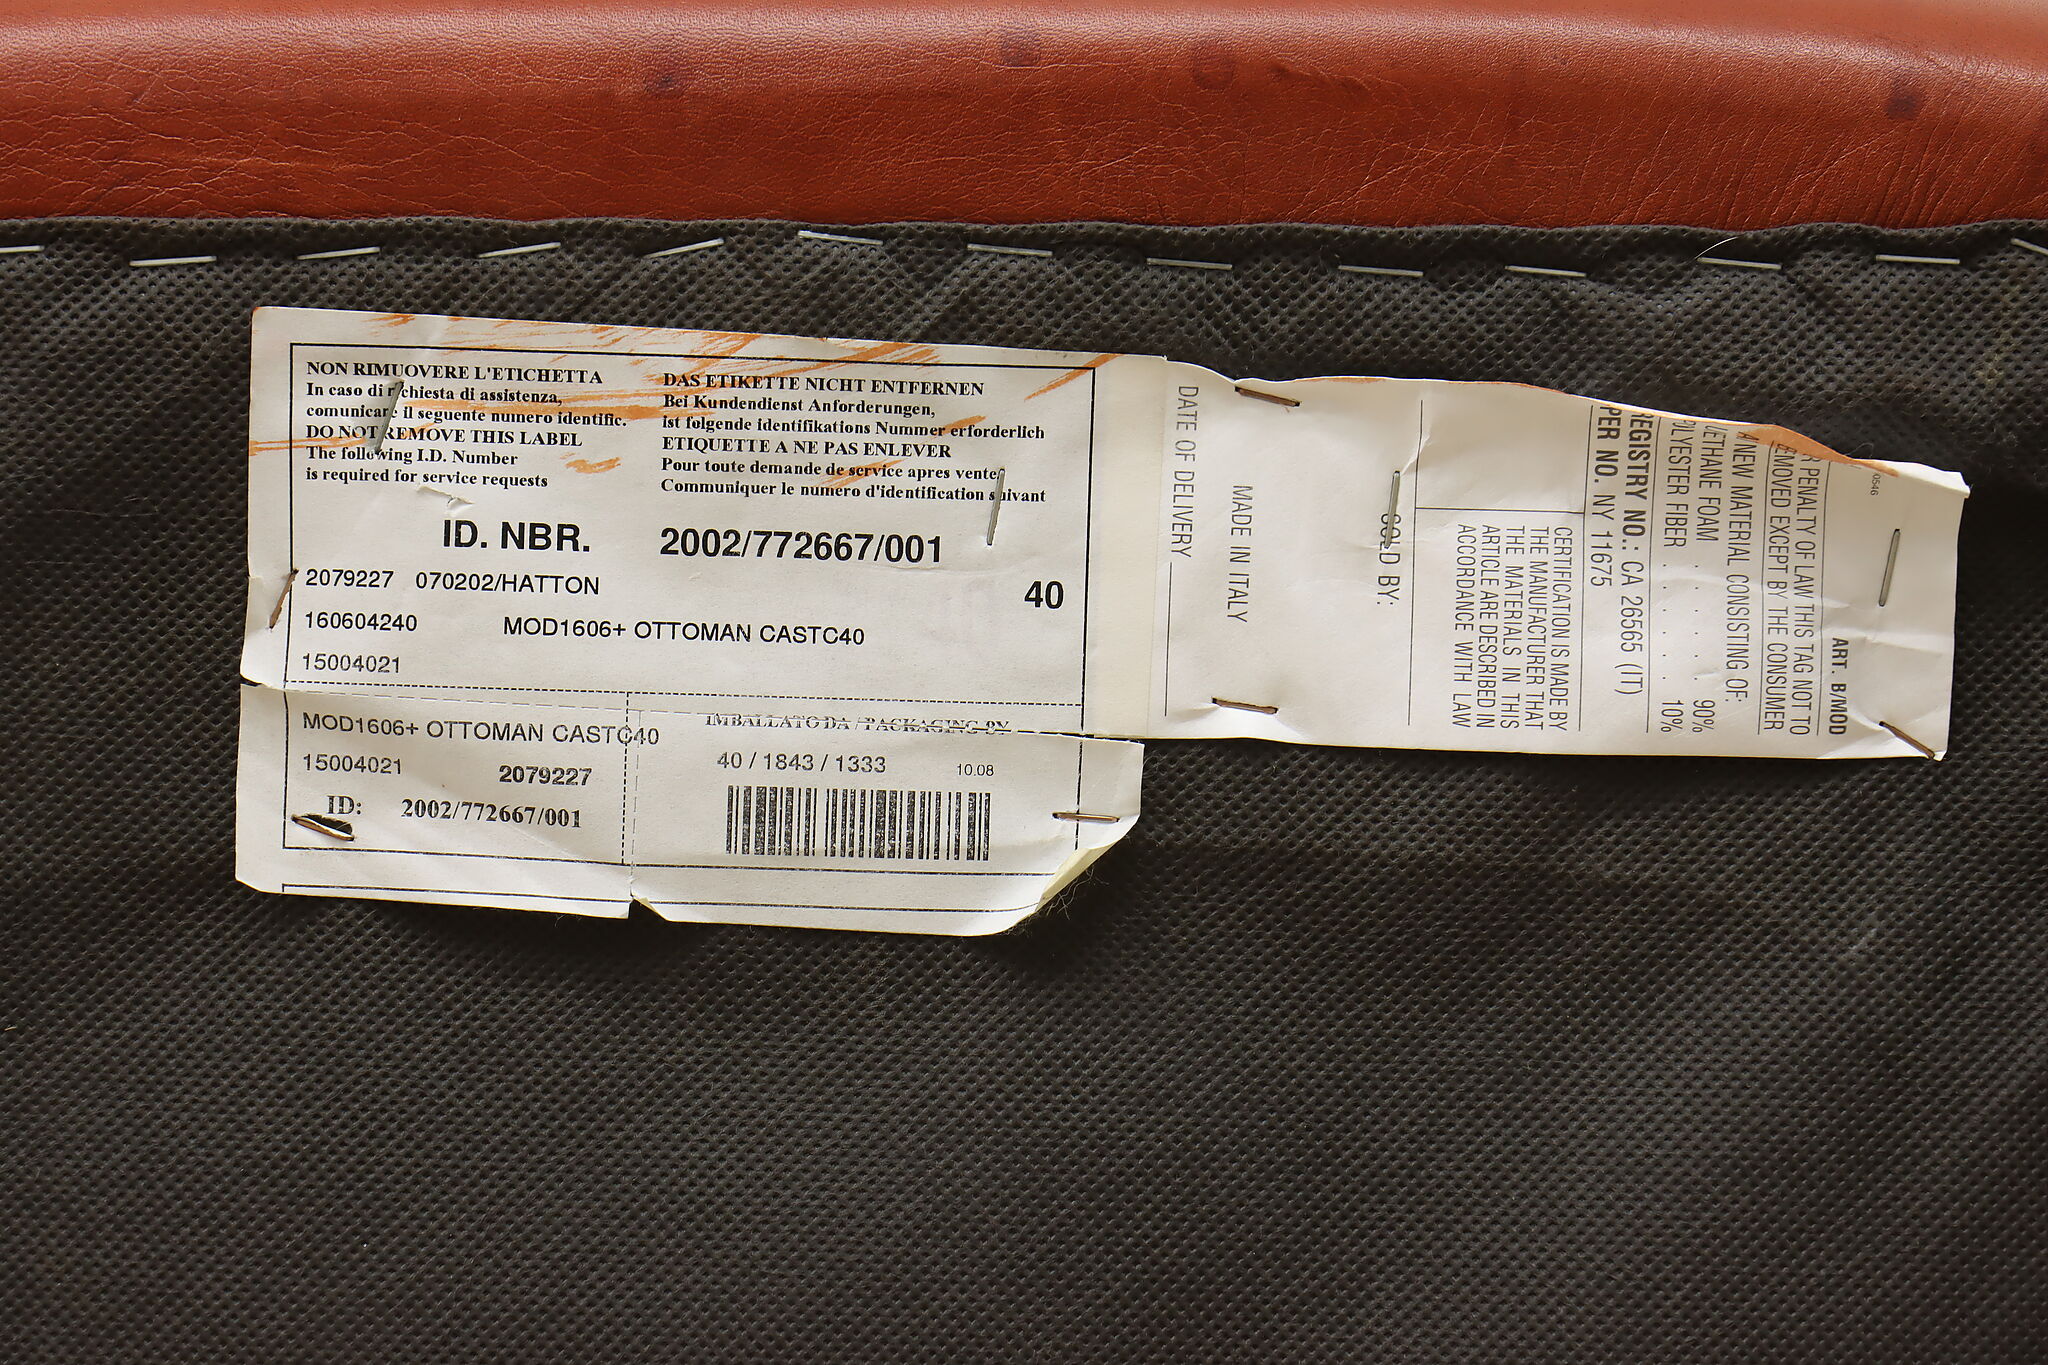 NON RIMUOVERE L'ETICHETTA
In caso di richiesta di assistenza,
comunicare il seguente numero identific.
DO NOT REMOVE THIS LABEL
The following I.D. Number
is required for service requests
DAS ETIKETTE NICHT ENTFERNEN
Bei Kundendienst Anforderungen,
ist folgende identifikations Nummer erforderlich
ETIQUETTE A NE PAS ENLEVER
Pour toute demande de service apres vente
Communiquer le numero d'identification suivant
ID. NBR. 2002/772667/001
2079227 070202/HATTON
40
160604240 MOD1606+ OTTOMAN CASTC40
15004021
MOD1606+ OTTOMAN CASTC40
15004021 2079227
ID: 2002/772667/001
IMBALLATO DA / PACKAGING BY
40 / 1843 / 1333 10.08
0546
ART. B/MOD
PENALTY OF LAW THIS TAG NOT TO
REMOVED EXCEPT BY THE CONSUMER
NEW MATERIAL CONSISTING OF:
FOAM . . . . . 90%
FIBER . . . . . 10%
REGISTRY NO.: CA 26565 (IT)
PER NO. NY 11675
CERTIFICATION IS MADE BY
THE MANUFACTURER THAT
THE MATERIALS IN THIS
ARTICLE ARE DESCRIBED IN
ACCORDANCE WITH LAW
SOLD BY:
MADE IN ITALY
DATE OF DELIVERY